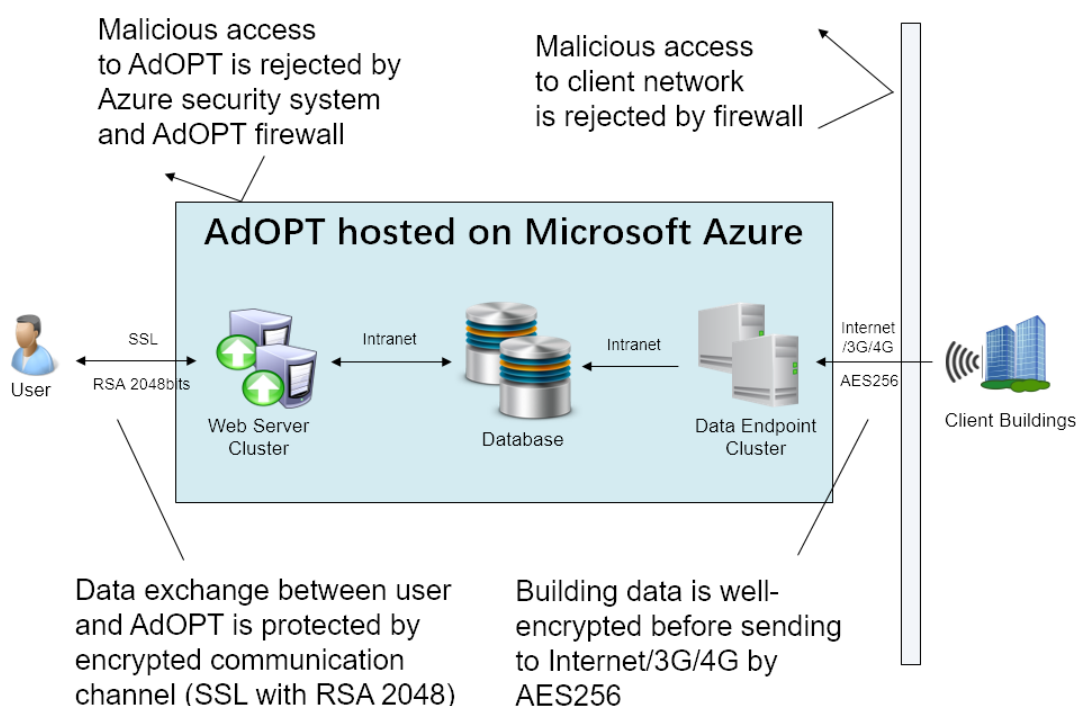 Malicious access
to AdOPT is rejected by
Azure security system
and AdOPT firewall
Malicious access
to client network
is rejected by firewall
AdOPT hosted on Microsoft Azure
User
SSL
RSA 2048bits
Web Server
Cluster
Intranet
Database
Intranet
Data Endpoint
Cluster
Internet
/3G/4G
AES256
Client Buildings
Data exchange between user
and AdOPT is protected by
encrypted communication
channel (SSL with RSA 2048)
Building data is well-
encrypted before sending
to Internet/3G/4G by
AES256